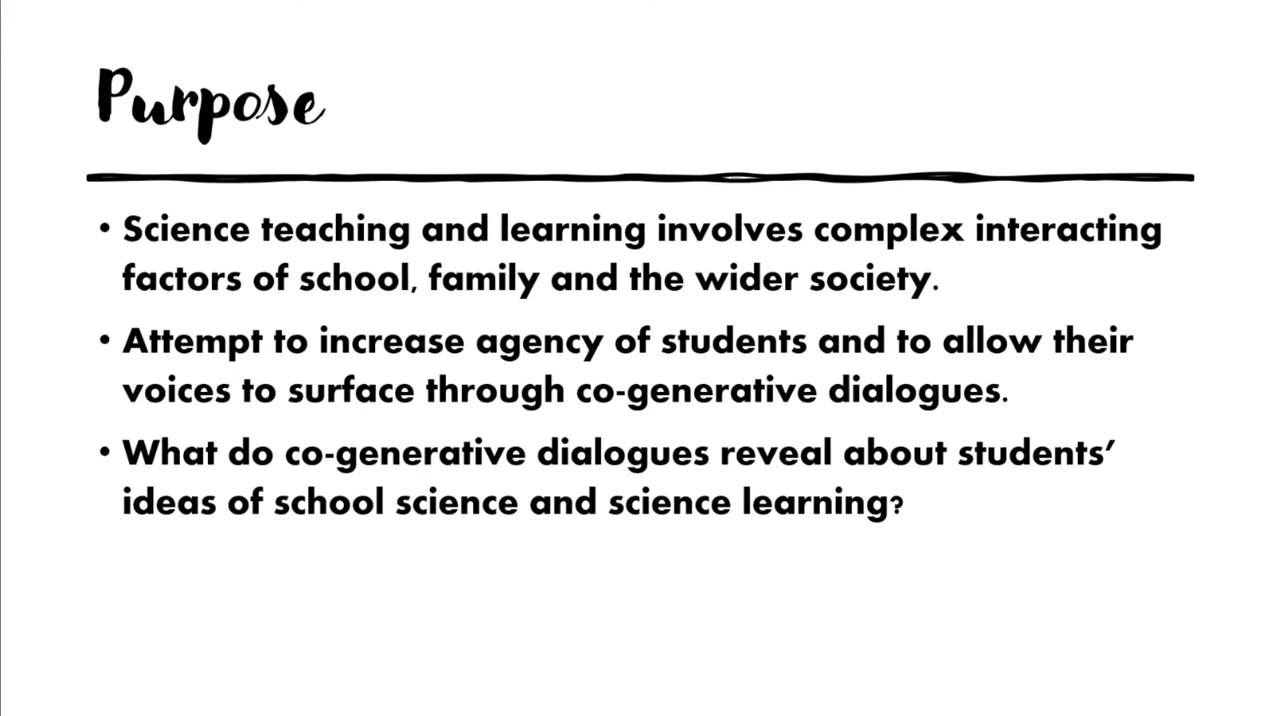 Purpose
• Science teaching and learning involves complex interacting
factors of school, family and the wider society.
• Attempt to increase agency of students and to allow their
voices to surface through co-generative dialogues.
• What do co-generative dialogues reveal about students’
ideas of school science and science learning?